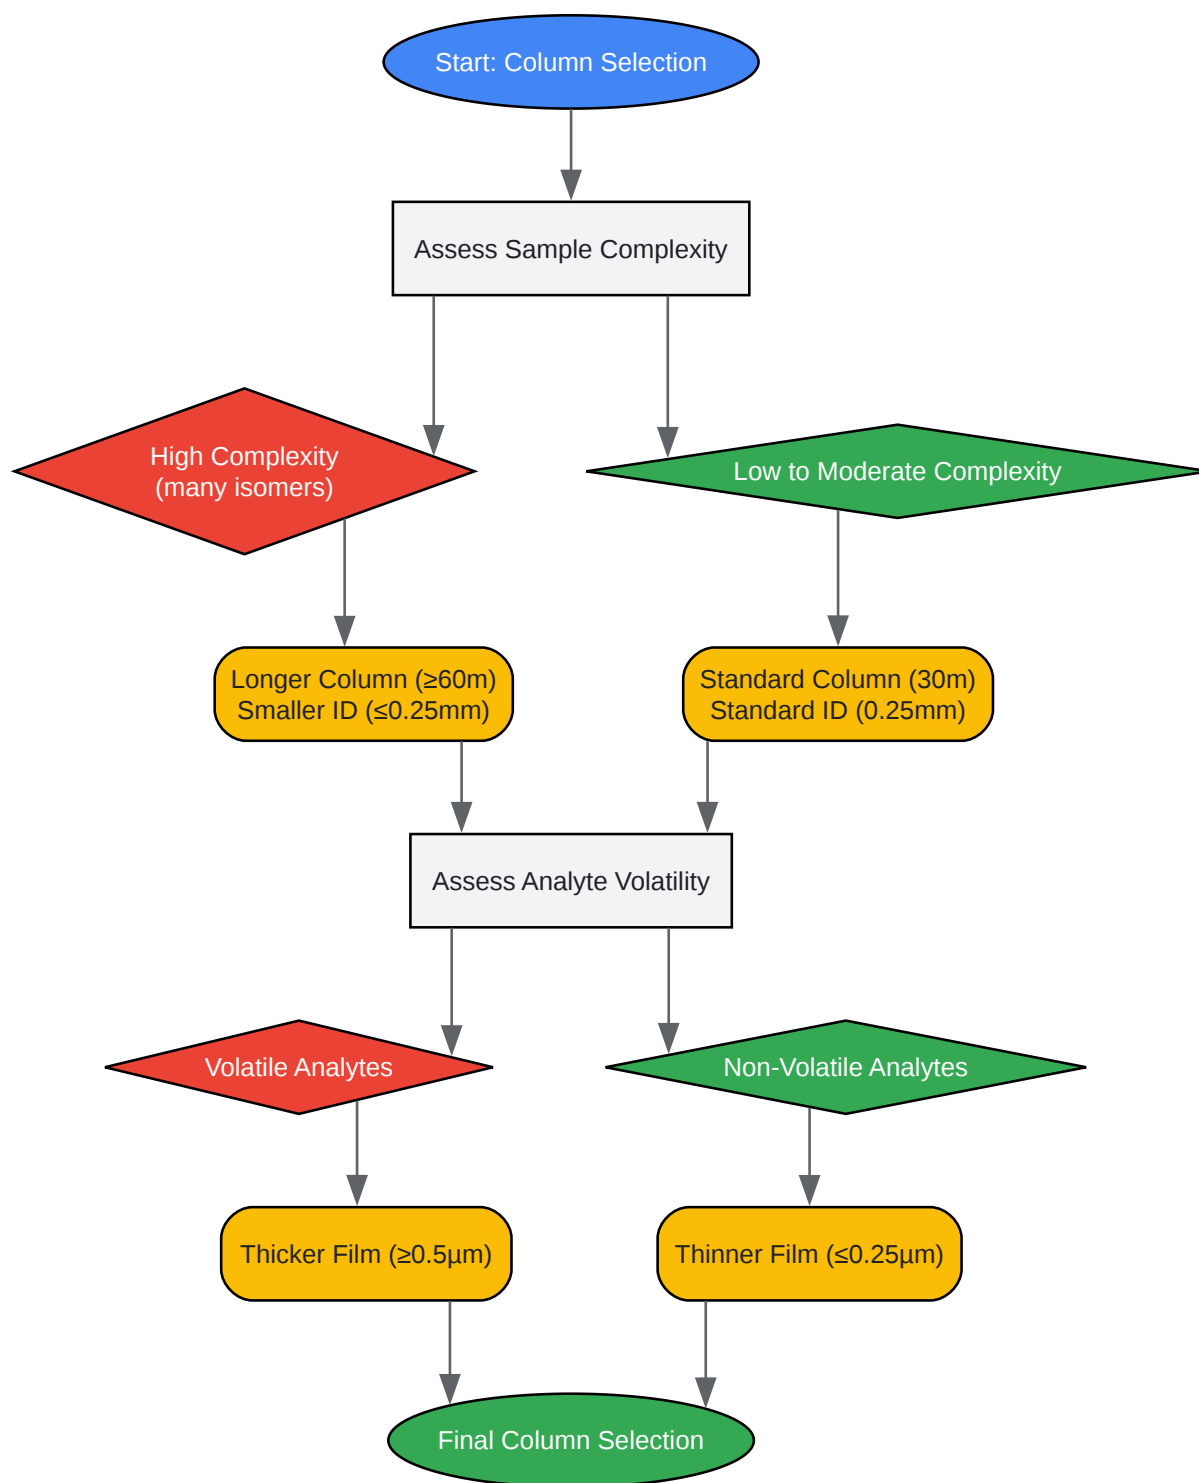 Start: Column Selection
Assess Sample Complexity
High Complexity
(many isomers)
Low to Moderate Complexity
Longer Column (≥60m)
Smaller ID (≤0.25mm)
Standard Column (30m)
Standard ID (0.25mm)
Assess Analyte Volatility
Volatile Analytes
Non-Volatile Analytes
Thicker Film (≥0.5µm)
Thinner Film (≤0.25µm)
Final Column Selection